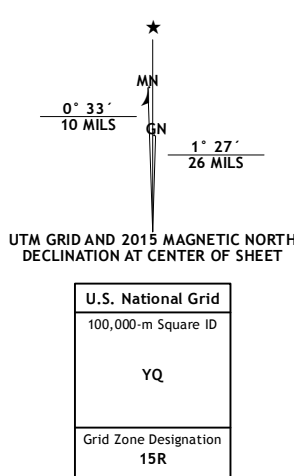 ★
MN
0° 33´
10 MILS
GN
1° 27´
26 MILS
UTM GRID AND 2015 MAGNETIC NORTH
DECLINATION AT CENTER OF SHEET
U.S. National Grid
100,000-m Square ID
YQ
Grid Zone Designation
15R